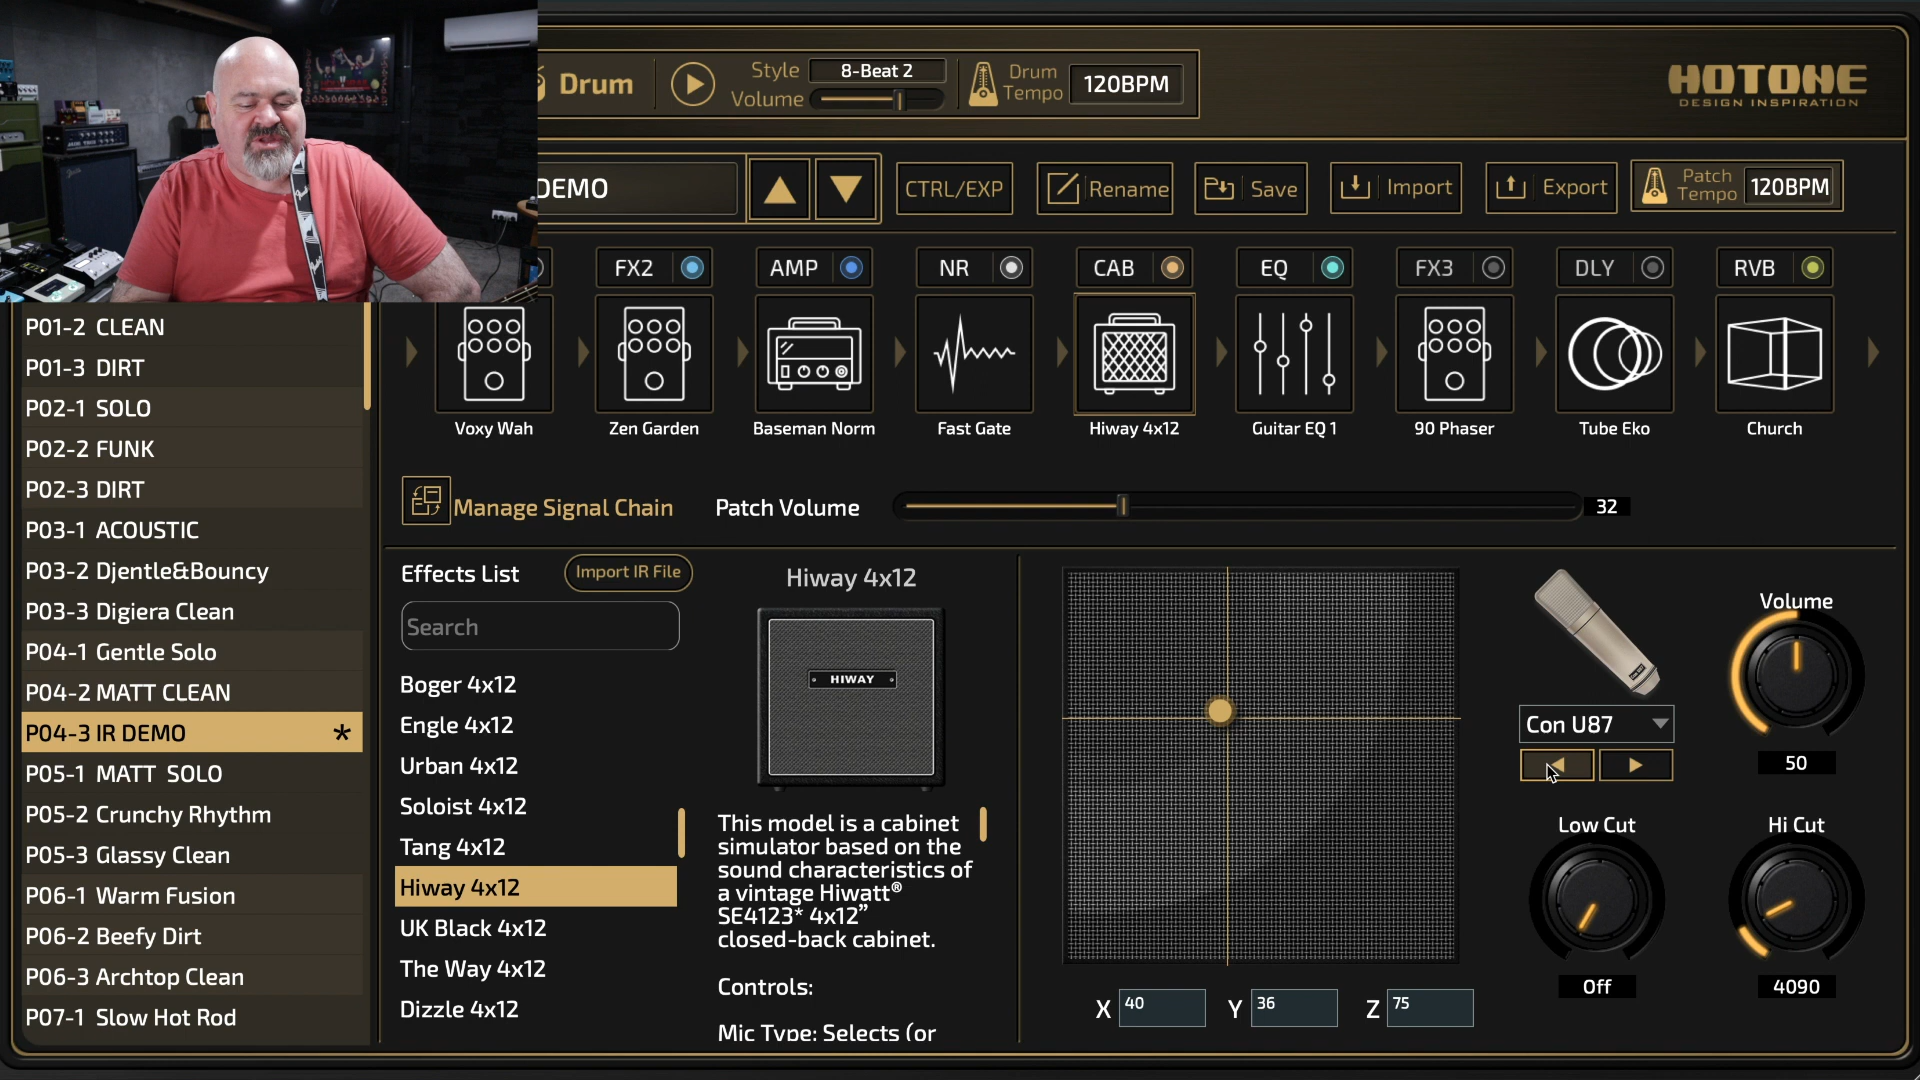 Drum
Style
Volume
8-Beat 2
Drum
Tempo
120BPM
HOTONE
DESIGN INSPIRATION
DEMO
CTRL/EXP
Rename
Save
Import
Export
Patch
Tempo
120BPM
FX2
AMP
NR
CAB
EQ
FX3
DLY
RVB
Voxy Wah
Zen Garden
Baseman Norm
Fast Gate
Hiway 4x12
Guitar EQ 1
90 Phaser
Tube Eko
Church
P01-2 CLEAN
P01-3 DIRT
P02-1 SOLO
P02-2 FUNK
P02-3 DIRT
P03-1 ACOUSTIC
P03-2 Djentle&Bouncy
P03-3 Digiera Clean
P04-1 Gentle Solo
P04-2 MATT CLEAN
P04-3 IR DEMO *
P05-1 MATT SOLO
P05-2 Crunchy Rhythm
P05-3 Glassy Clean
P06-1 Warm Fusion
P06-2 Beefy Dirt
P06-3 Archtop Clean
P07-1 Slow Hot Rod
Manage Signal Chain
Patch Volume
32
Effects List
Import IR File
Search
Boger 4x12
Engle 4x12
Urban 4x12
Soloist 4x12
Tang 4x12
Hiway 4x12
UK Black 4x12
The Way 4x12
Dizzle 4x12
Hiway 4x12
HIWAY
This model is a cabinet
simulator based on the
sound characteristics of
a vintage Hiwatt®
SE4123* 4x12”
closed-back cabinet.
Controls:
Mic Type: Selects (or
X 40
Y 36
Z 75
Con U87
Volume
50
Low Cut
Off
Hi Cut
4090